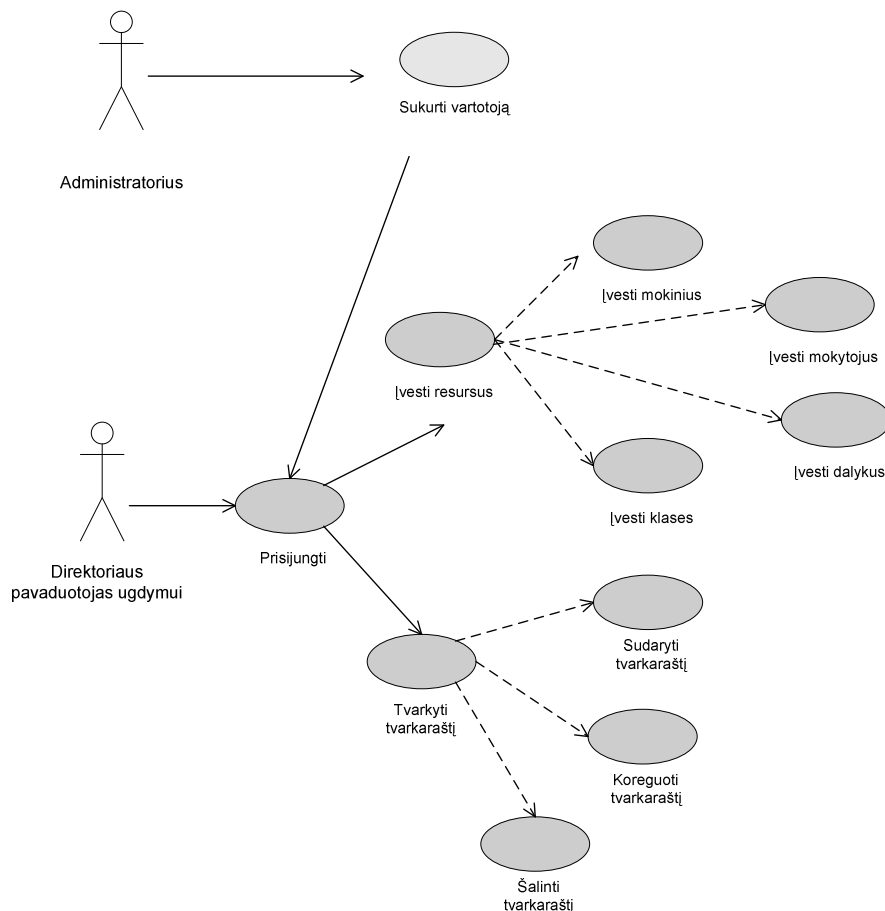 Sukurti vartotoją
Administratorius
Įvesti mokinius
Įvesti mokytojus
Įvesti resursus
Įvesti dalykus
Įvesti klases
Prisijungti
Direktoriaus
pavaduotojas ugdymui
Sudaryti
tvarkaraštį
Tvarkyti
tvarkaraštį
Koreguoti
tvarkaraštį
Šalinti
tvarkaraštį